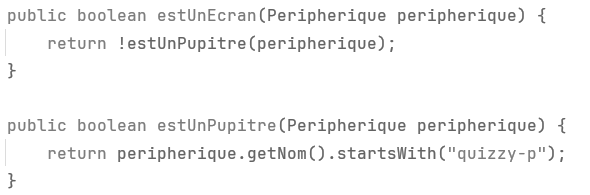 public boolean estUnEcran(Peripherique peripherique) {
    return !estUnPupitre(peripherique);
}

public boolean estUnPupitre(Peripherique peripherique) {
    return peripherique.getNom().startsWith("quizzy-p");
}